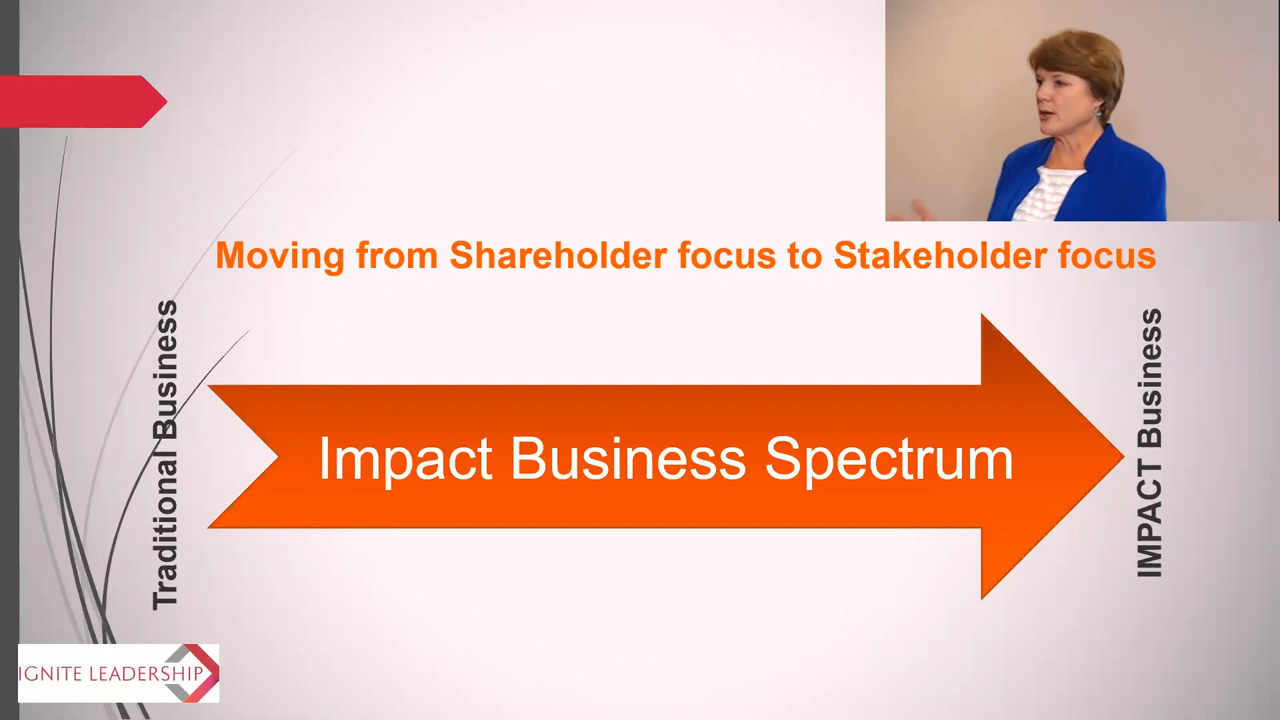 Moving from Shareholder focus to Stakeholder focus
Traditional Business
Impact Business Spectrum
IMPACT Business
IGNITE LEADERSHIP